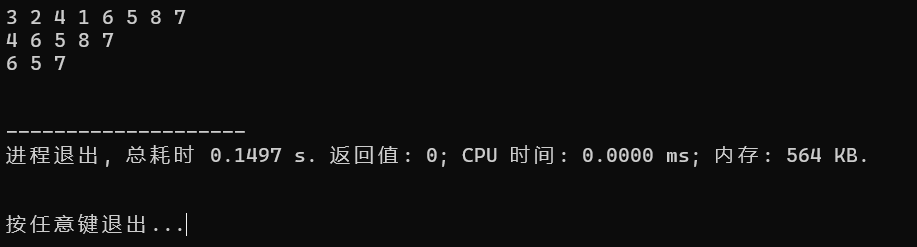 3 2 4 1 6 5 8 7
4 6 5 8 7
6 5 7
--------------------
进程退出, 总耗时 0.1497 s. 返回值: 0; CPU 时间: 0.0000 ms; 内存: 564 KB.
按任意键退出...